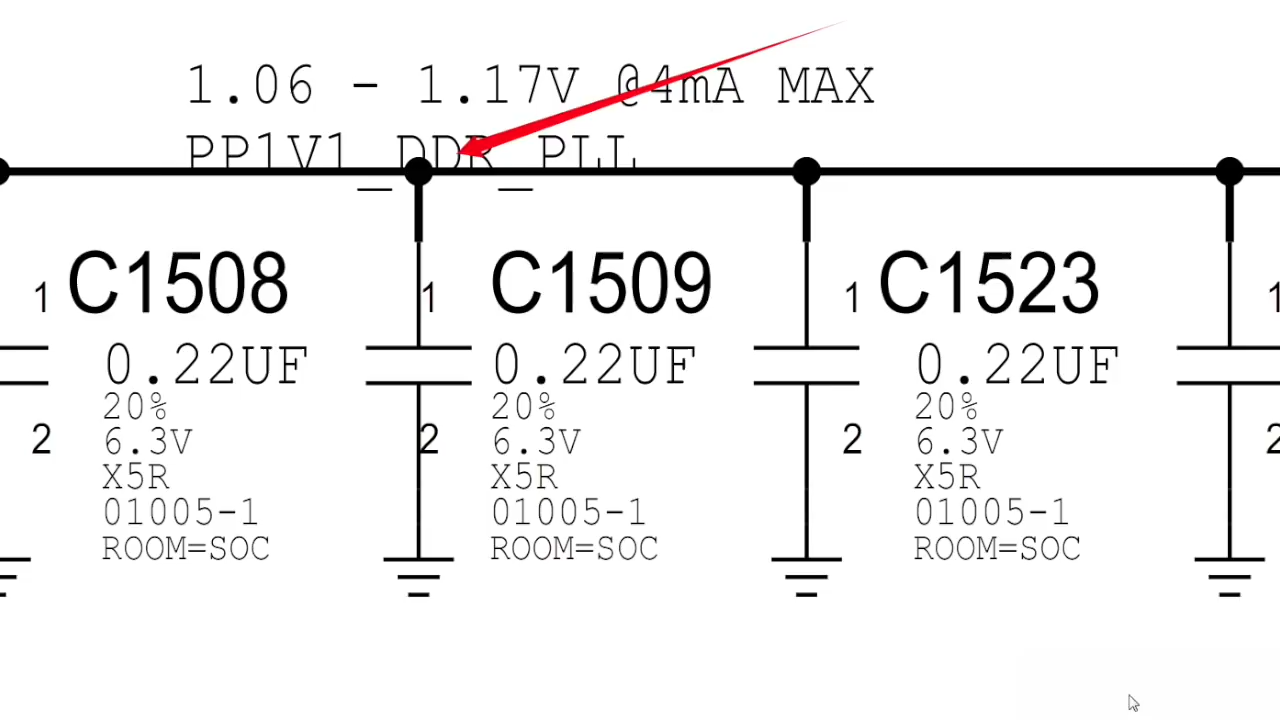 1.06 - 1.17V @4mA MAX
PP1V1_DDR_PLL
1 C1508
0.22UF
20%
6.3V
2
X5R
01005-1
ROOM=SOC
1 C1509
0.22UF
20%
6.3V
2
X5R
01005-1
ROOM=SOC
1 C1523
0.22UF
20%
6.3V
2
X5R
01005-1
ROOM=SOC
1
2